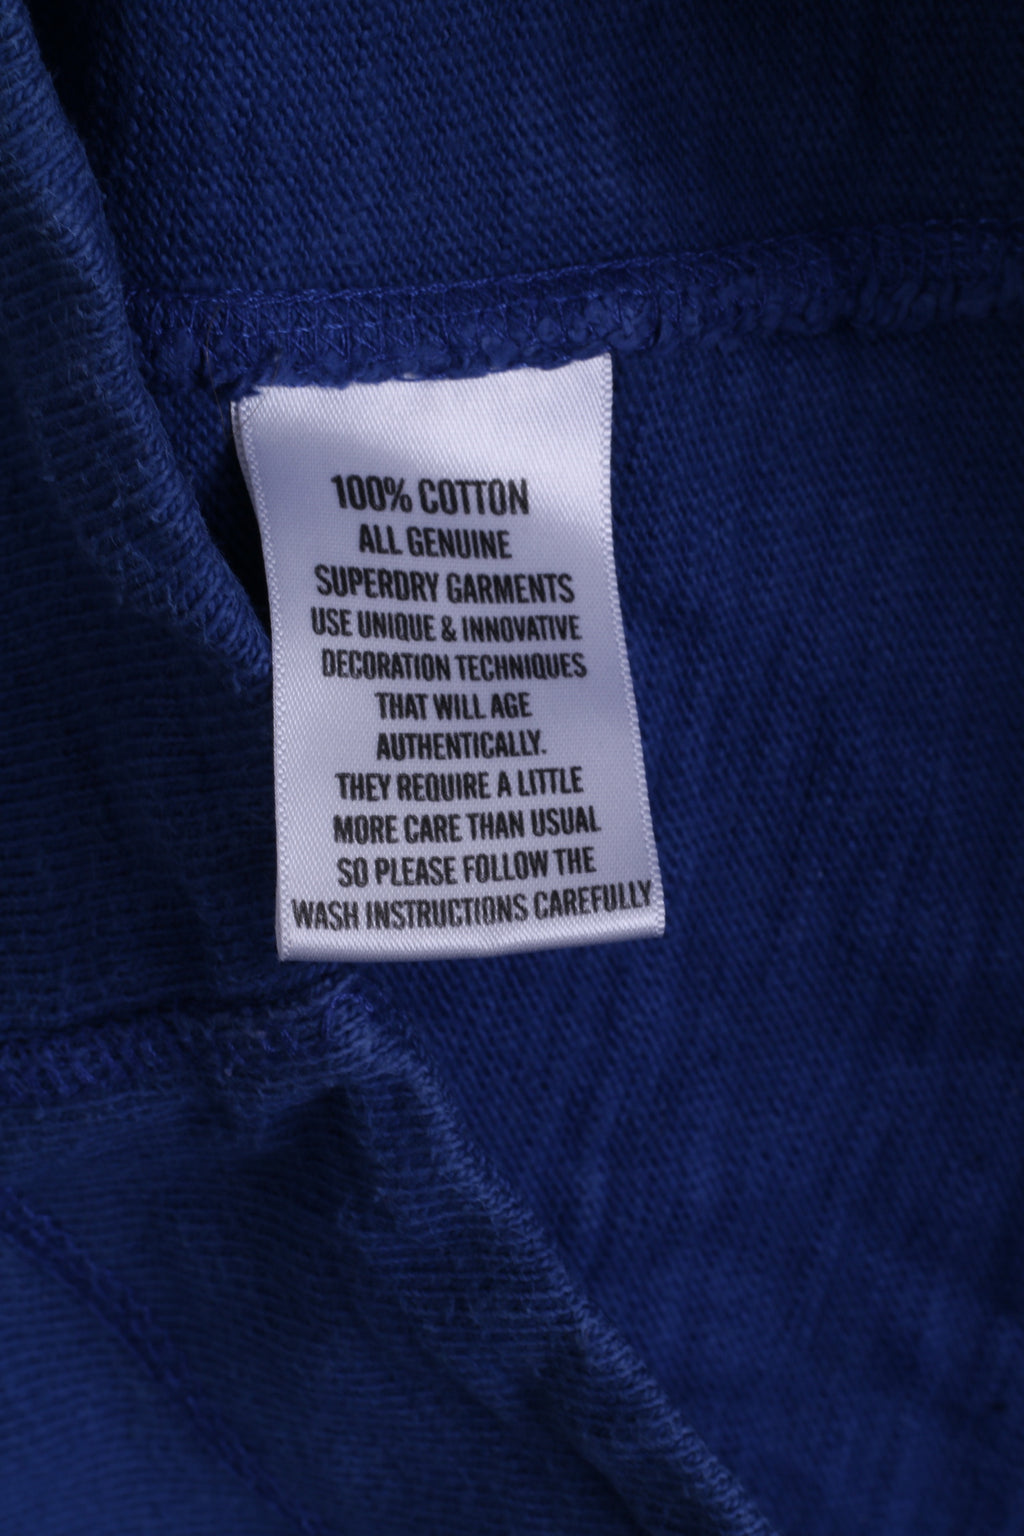 100% COTTON
ALL GENUINE
SUPERDRY GARMENTS
USE UNIQUE & INNOVATIVE
DECORATION TECHNIQUES
THAT WILL AGE
AUTHENTICALLY.
THEY REQUIRE A LITTLE
MORE CARE THAN USUAL
SO PLEASE FOLLOW THE
WASH INSTRUCTIONS CAREFULLY